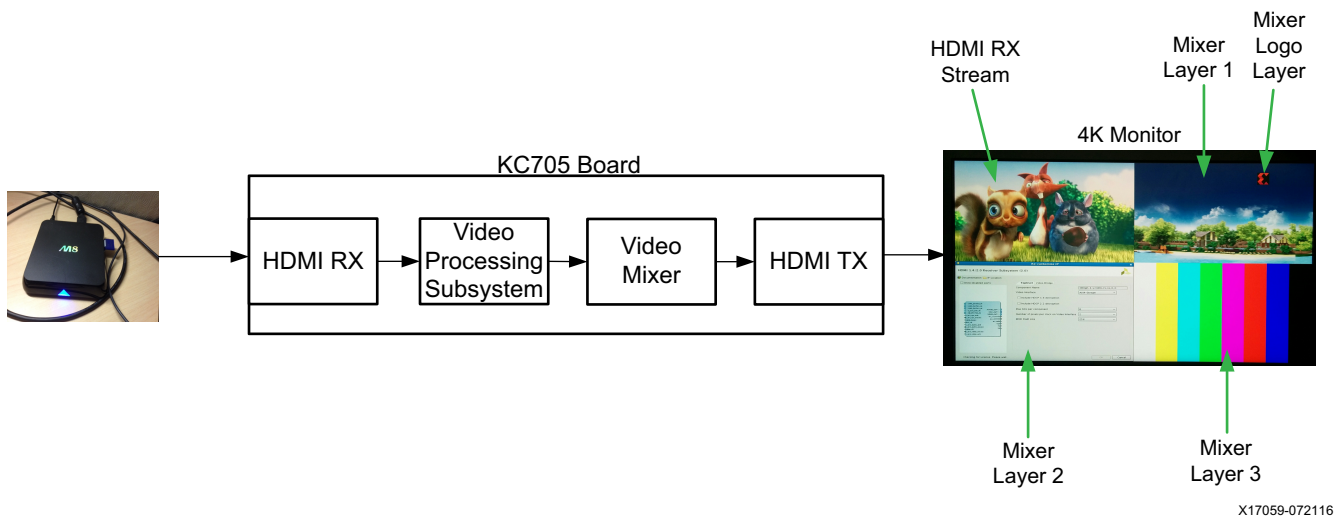 HDMI RX
Stream
Mixer
Layer 1
Mixer
Logo
Layer
4K Monitor
KC705 Board
M8
HDMI RX
Video
Processing
Subsystem
Video
Mixer
HDMI TX
Mixer
Layer 2
Mixer
Layer 3
X17059-072116